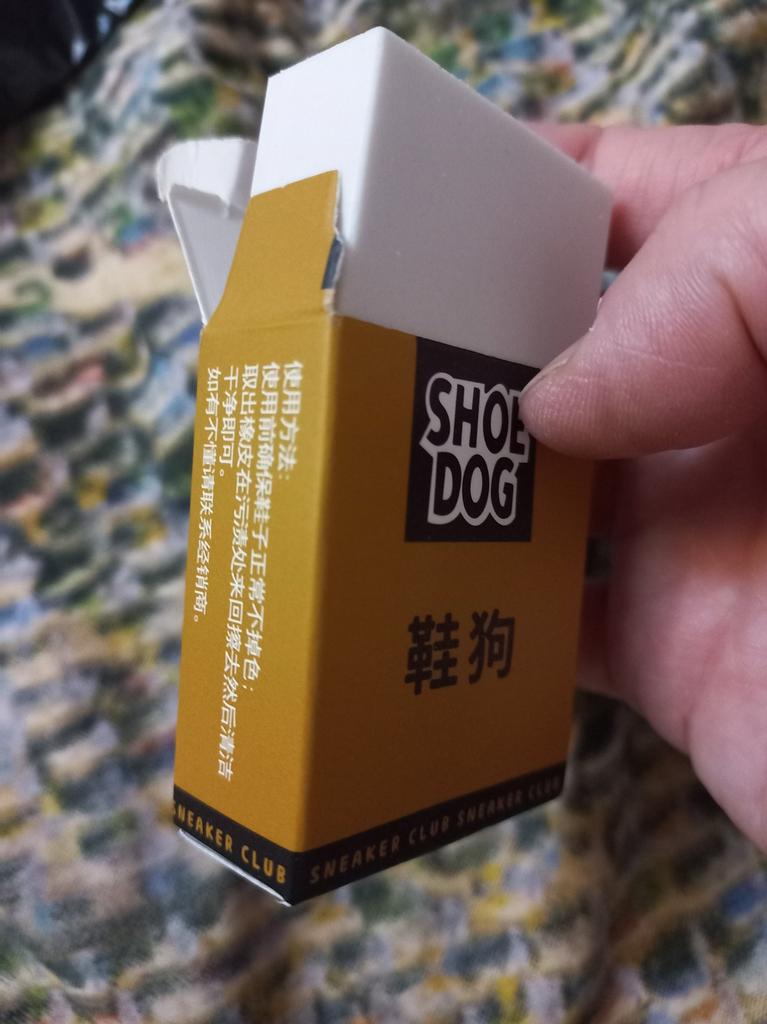 使用方法：
使用前确保鞋子正常不掉色；
取出橡皮在污渍处来回擦去然后清洁
干净即可。
如有不懂请联系经销商。
SHOE
DOG
鞋狗
SNEAKER CLUB
SNEAKER CLUB SNEAKER CLUB